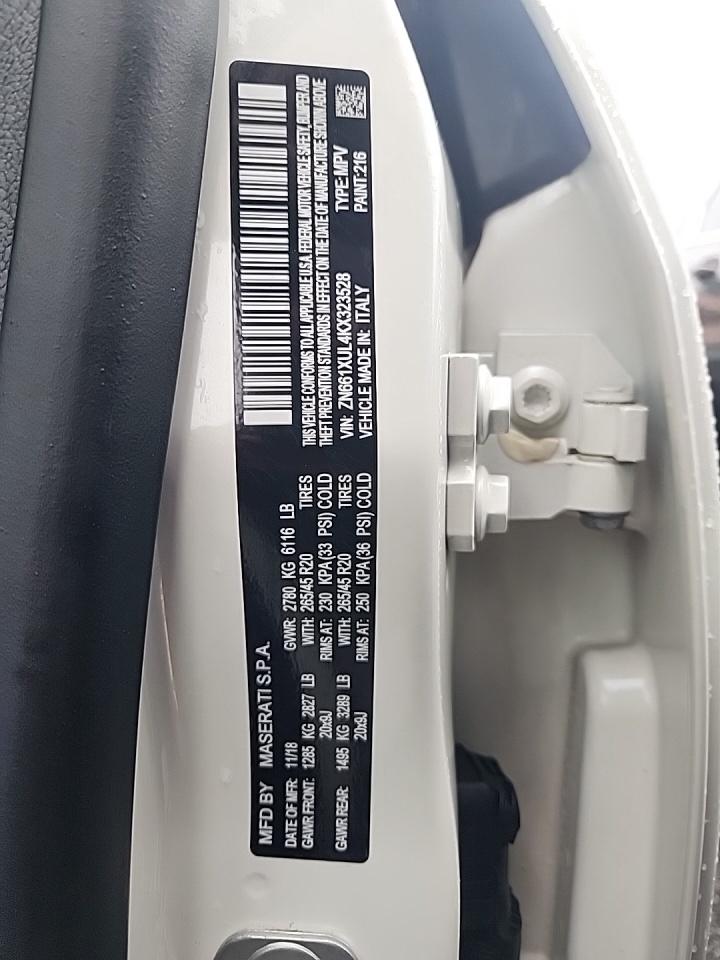 MFD BY MASERATI S.P.A.
DATE OF MFR: 11/18 GVWR: 2780 KG 6116 LB
GAWR FRONT: 1285 KG 2827 LB WITH: 265/45 R20 TIRES
20x9J RIMS AT: 230 KPA(33 PSI) COLD
GAWR REAR: 1495 KG 3289 LB WITH: 265/45 R20 TIRES
20x9J RIMS AT: 250 KPA(36 PSI) COLD
THIS VEHICLE CONFORMS TO ALL APPLICABLE U.S.A. FEDERAL MOTOR VEHICLE SAFETY, BUMPER AND
THEFT PREVENTION STANDARDS IN EFFECT ON THE DATE OF MANUFACTURE SHOWN ABOVE
VIN: ZN661XUL4KX323528 TYPE: MPV
VEHICLE MADE IN: ITALY PAINT: 216